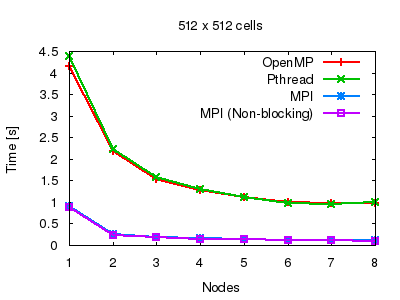 512 x 512 cells
4.5
4
3.5
3
2.5
2
1.5
1
0.5
0
Time [s]
OpenMP
Pthread
MPI
MPI (Non-blocking)
1 2 3 4 5 6 7 8
Nodes